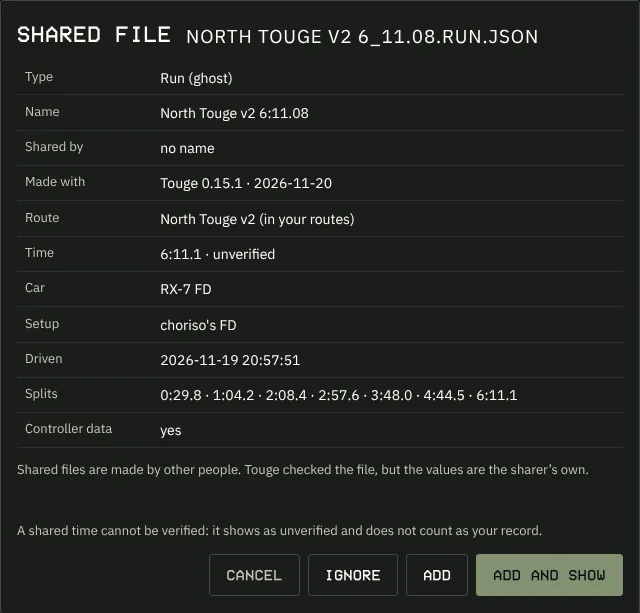 SHARED FILE NORTH TOUGE V2 6_11.08.RUN.JSON
Type Run (ghost)
Name North Touge v2 6:11.08
Shared by no name
Made with Touge 0.15.1 · 2026-11-20
Route North Touge v2 (in your routes)
Time 6:11.1 · unverified
Car RX-7 FD
Setup choriso's FD
Driven 2026-11-19 20:57:51
Splits 0:29.8 · 1:04.2 · 2:08.4 · 2:57.6 · 3:48.0 · 4:44.5 · 6:11.1
Controller data yes
Shared files are made by other people. Touge checked the file, but the values are the sharer’s own.
A shared time cannot be verified: it shows as unverified and does not count as your record.
CANCEL IGNORE ADD ADD AND SHOW